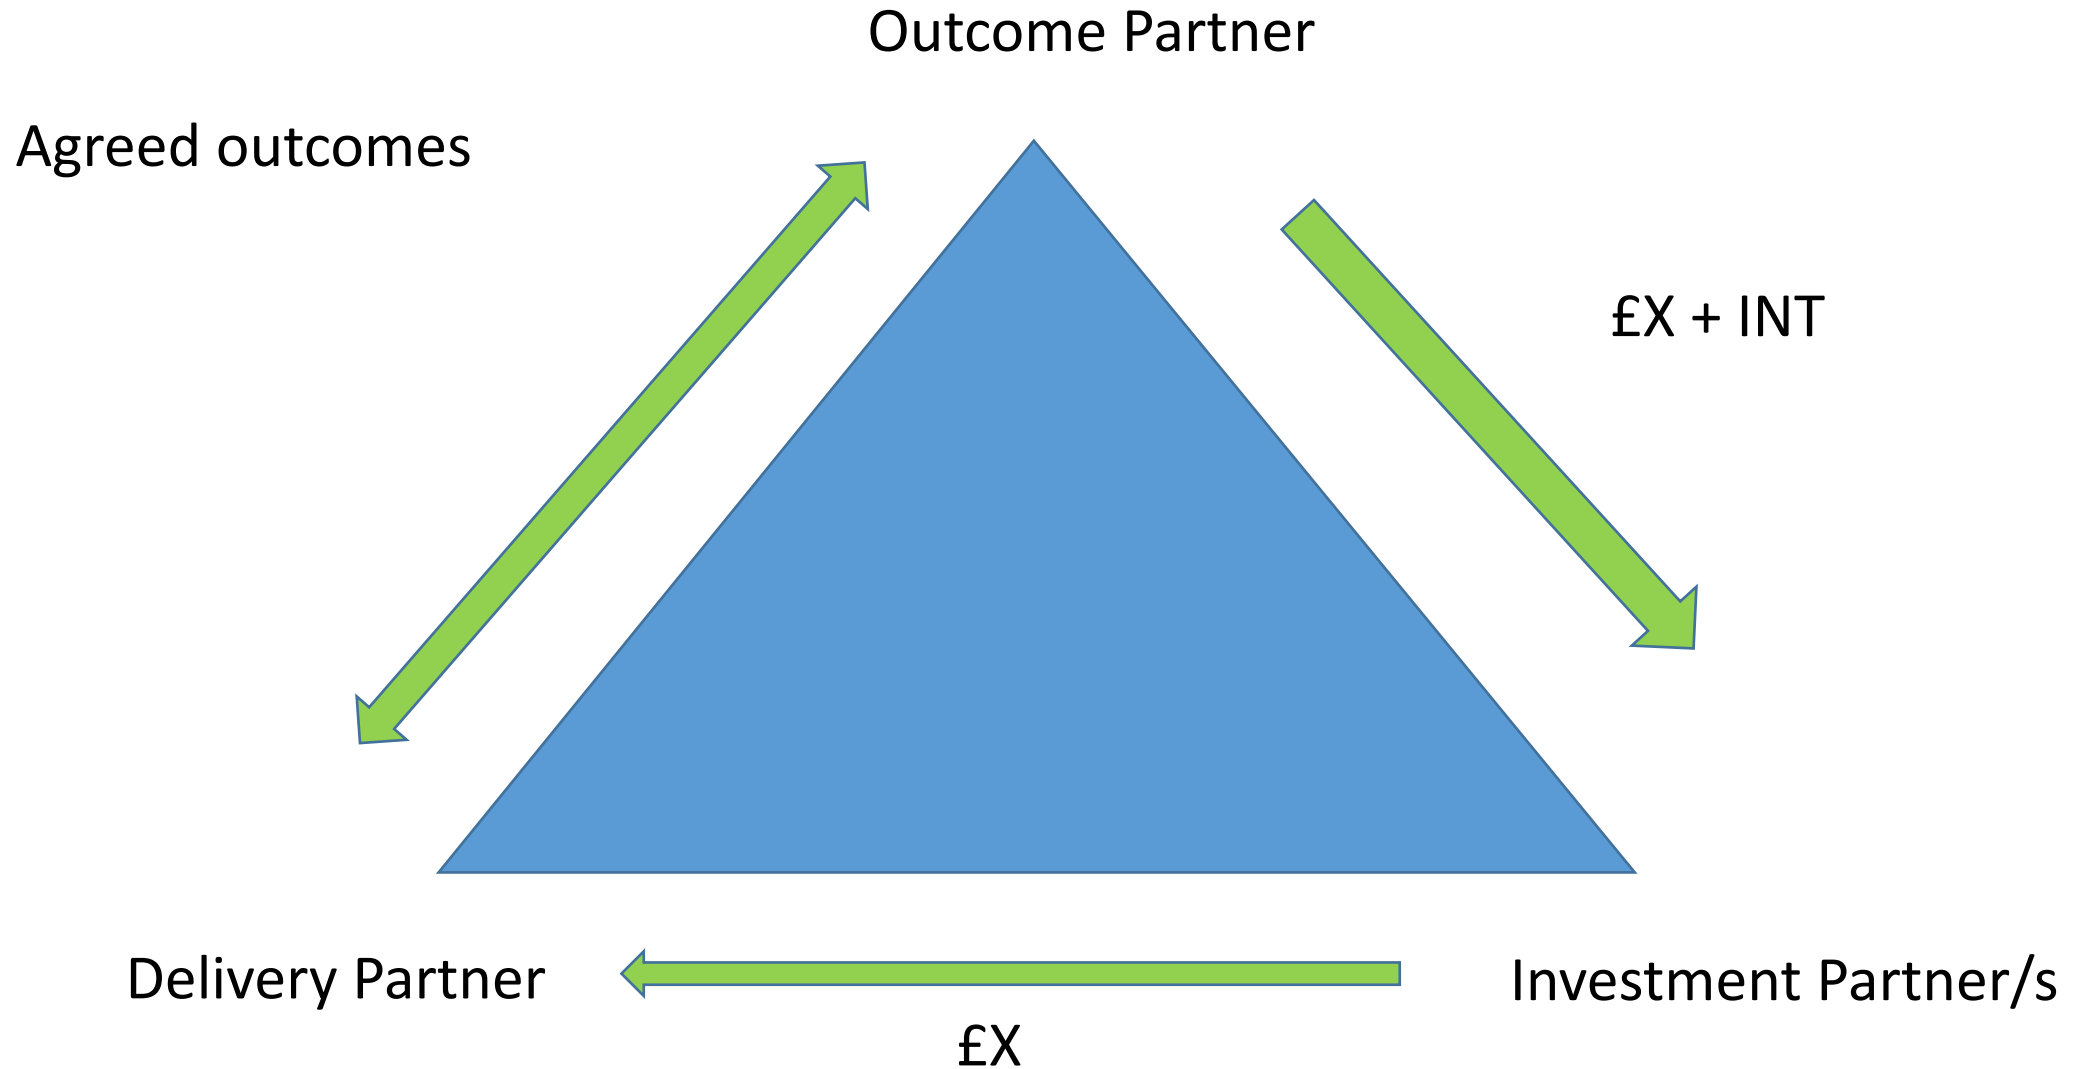 Outcome Partner
Agreed outcomes
£X + INT
Delivery Partner
Investment Partner/s
£X